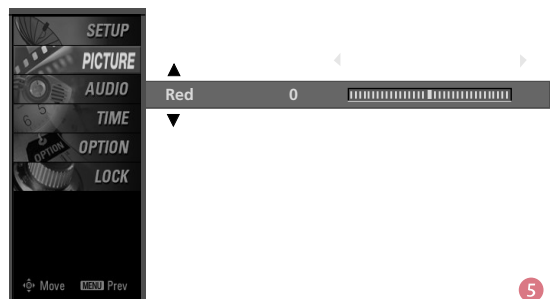 SETUP
PICTURE
AUDIO
Red 0
TIME
OPTION
OPTION
LOCK
Move MENU Prev
5